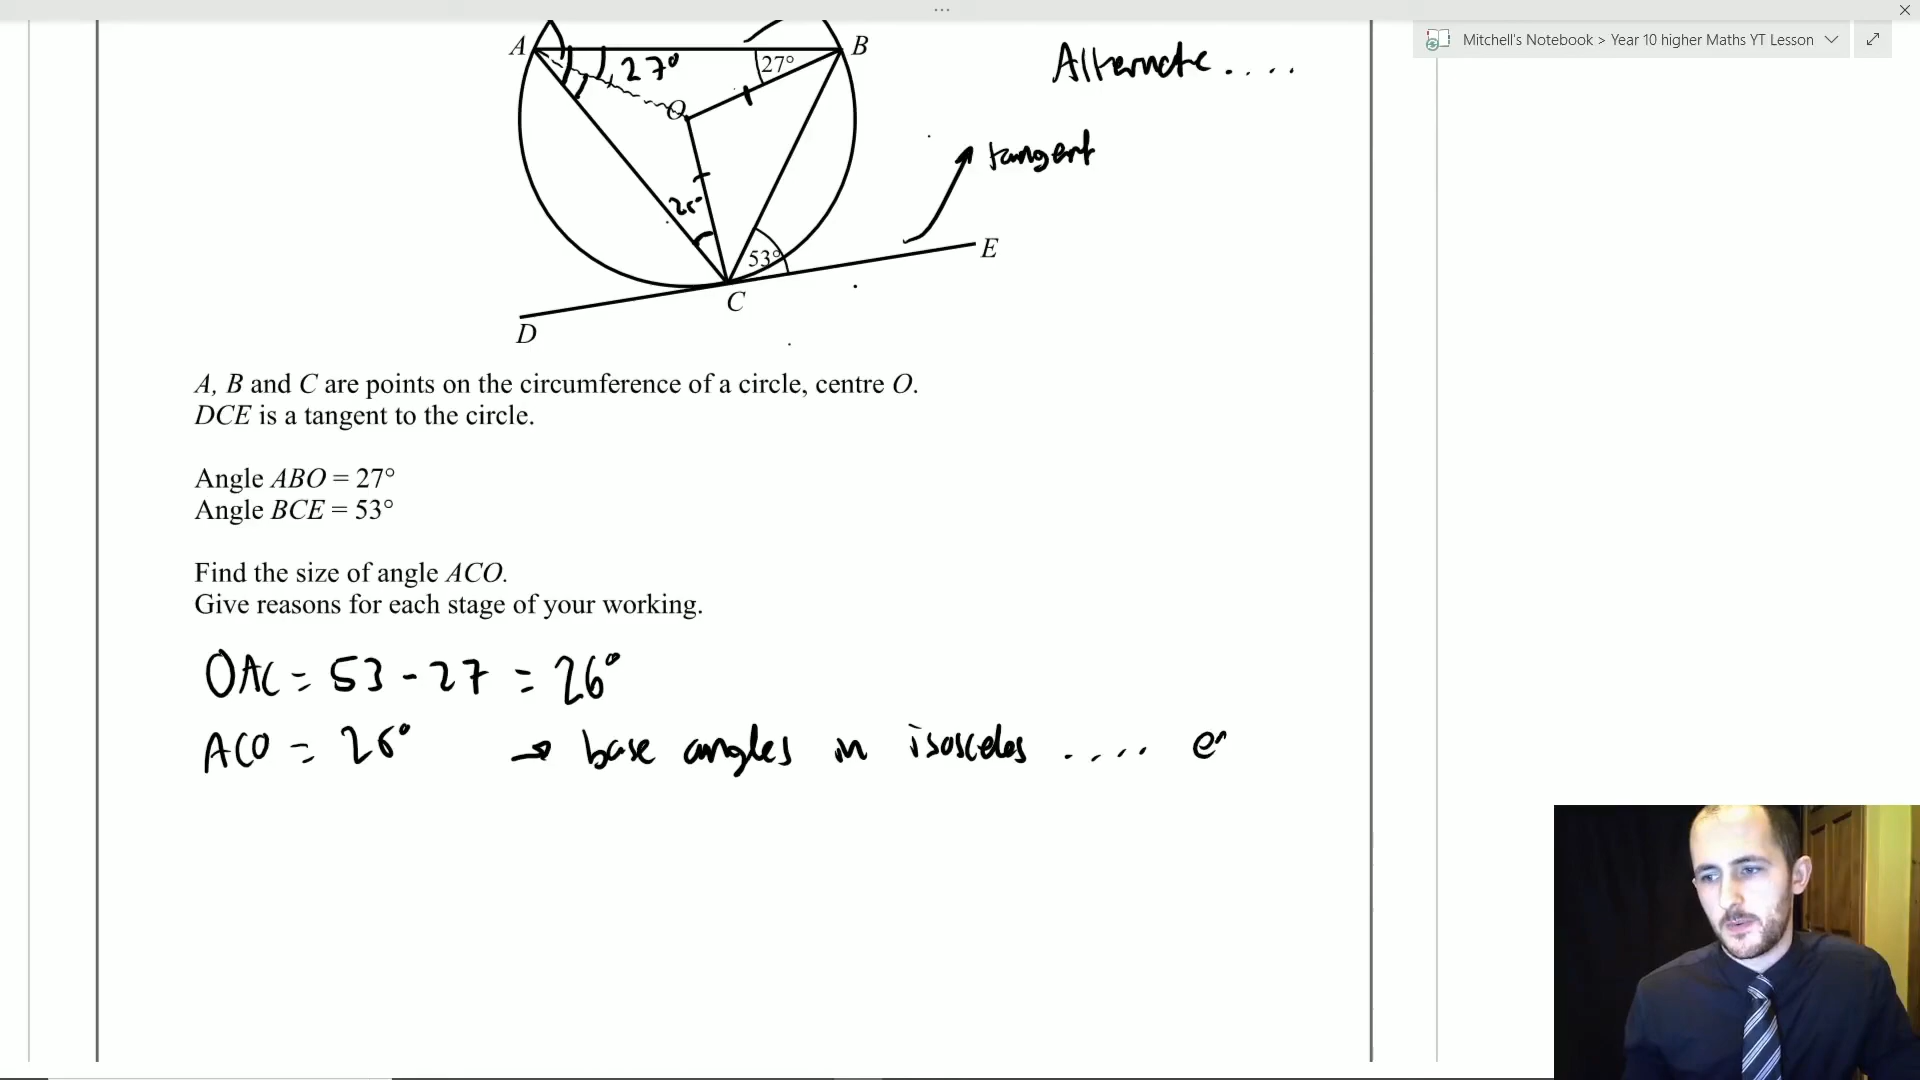 Mitchell's Notebook > Year 10 higher Maths YT Lesson
A
B
27°
27°
O
Alternate....
tangent
26°
53°
E
C
D
A, B and C are points on the circumference of a circle, centre O.
DCE is a tangent to the circle.
Angle ABO = 27°
Angle BCE = 53°
Find the size of angle ACO.
Give reasons for each stage of your working.
OAC = 53 - 27 = 26°
ACO = 26° → base angles in isosceles .... e